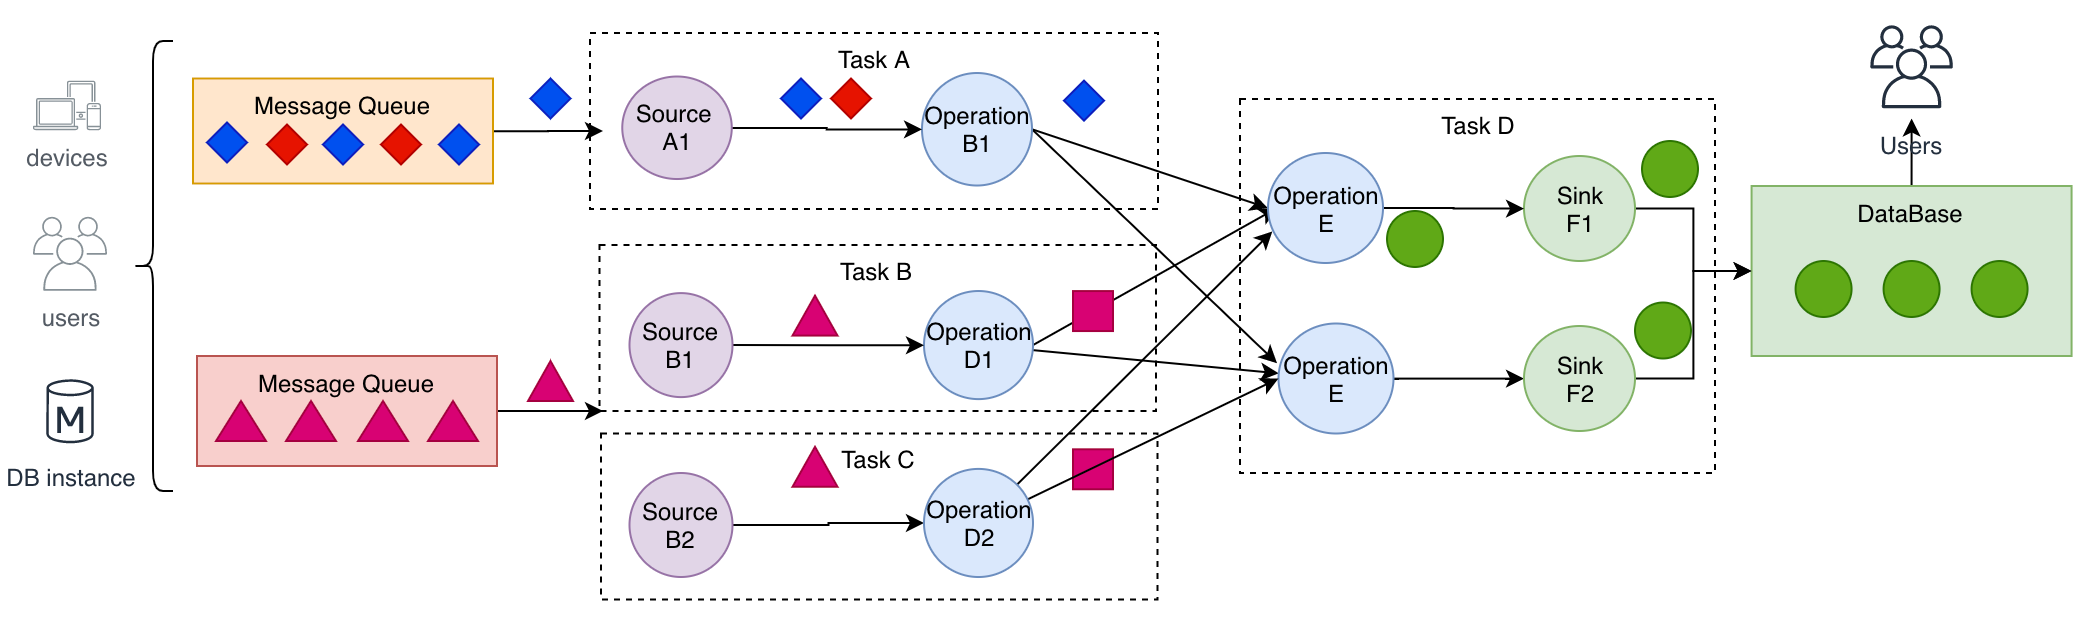 devices
users
DB instance
Message Queue
Message Queue
Task A
Source
A1
Operation
B1
Task B
Source
B1
Operation
D1
Task C
Source
B2
Operation
D2
Task D
Operation
E
Sink
F1
Operation
E
Sink
F2
Users
DataBase